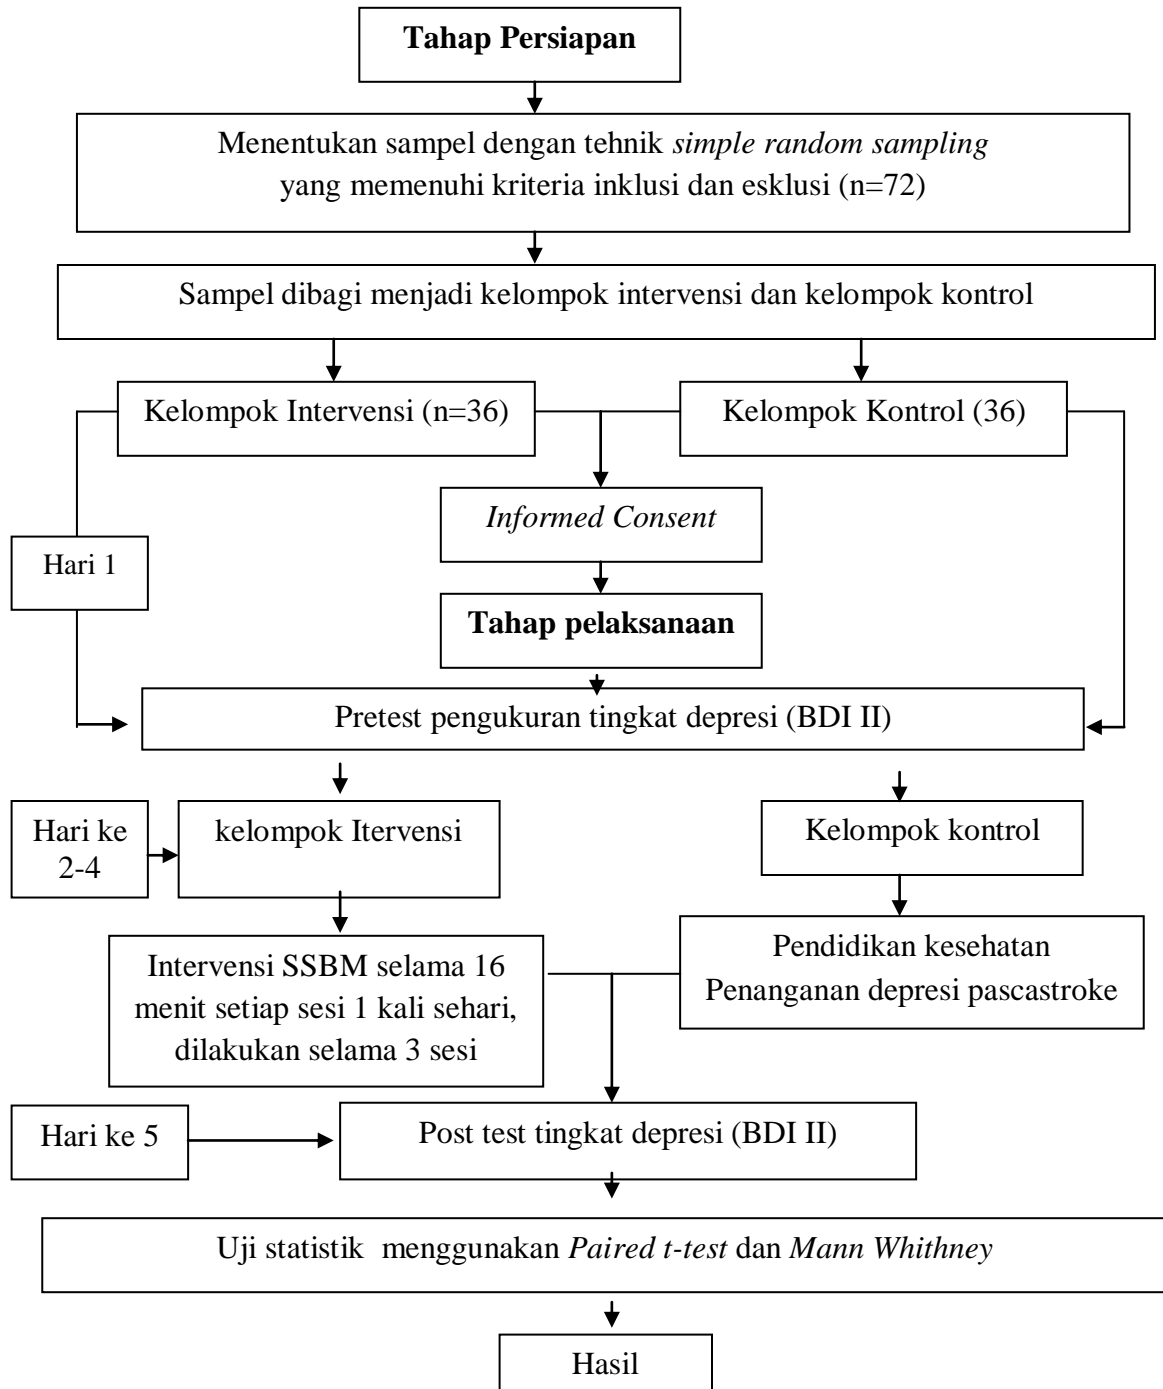 Tahap Persiapan
Menentukan sampel dengan tehnik simple random sampling
yang memenuhi kriteria inklusi dan esklusi (n=72)
Sampel dibagi menjadi kelompok intervensi dan kelompok kontrol
Kelompok Intervensi (n=36)
Kelompok Kontrol (36)
Informed Consent
Hari 1
Tahap pelaksanaan
Pretest pengukuran tingkat depresi (BDI II)
Hari ke
2-4
kelompok Itervensi
Kelompok kontrol
Intervensi SSBM selama 16
menit setiap sesi 1 kali sehari,
dilakukan selama 3 sesi
Pendidikan kesehatan
Penanganan depresi pascastroke
Hari ke 5
Post test tingkat depresi (BDI II)
Uji statistik menggunakan Paired t-test dan Mann Whithney
Hasil